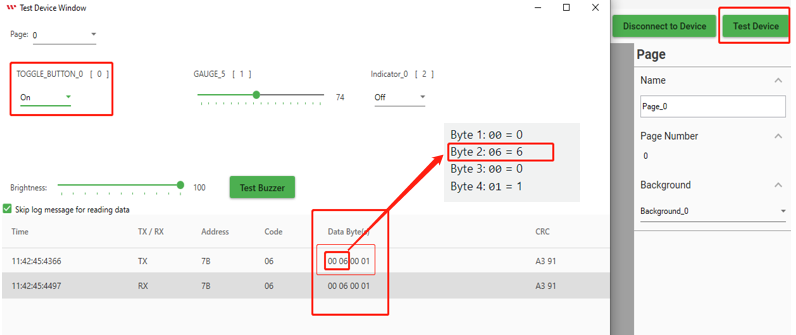 Test Device Window
Page: 0
TOGGLE_BUTTON_0 [ 0 ]
On
GAUGE_5 [ 1 ]
74
Indicator_0 [ 2 ]
Off
Byte 1: 00 = 0
Byte 2: 06 = 6
Byte 3: 00 = 0
Byte 4: 01 = 1
Brightness: 100
Test Buzzer
Skip log message for reading data
Time TX / RX Address Code Data Byte(s) CRC
11:42:45:4366 TX 7B 06 00 06 00 01 A3 91
11:42:45:4497 RX 7B 06 00 06 00 01 A3 91
Disconnect to Device
Test Device
Page
Name
Page_0
Page Number
0
Background
Background_0